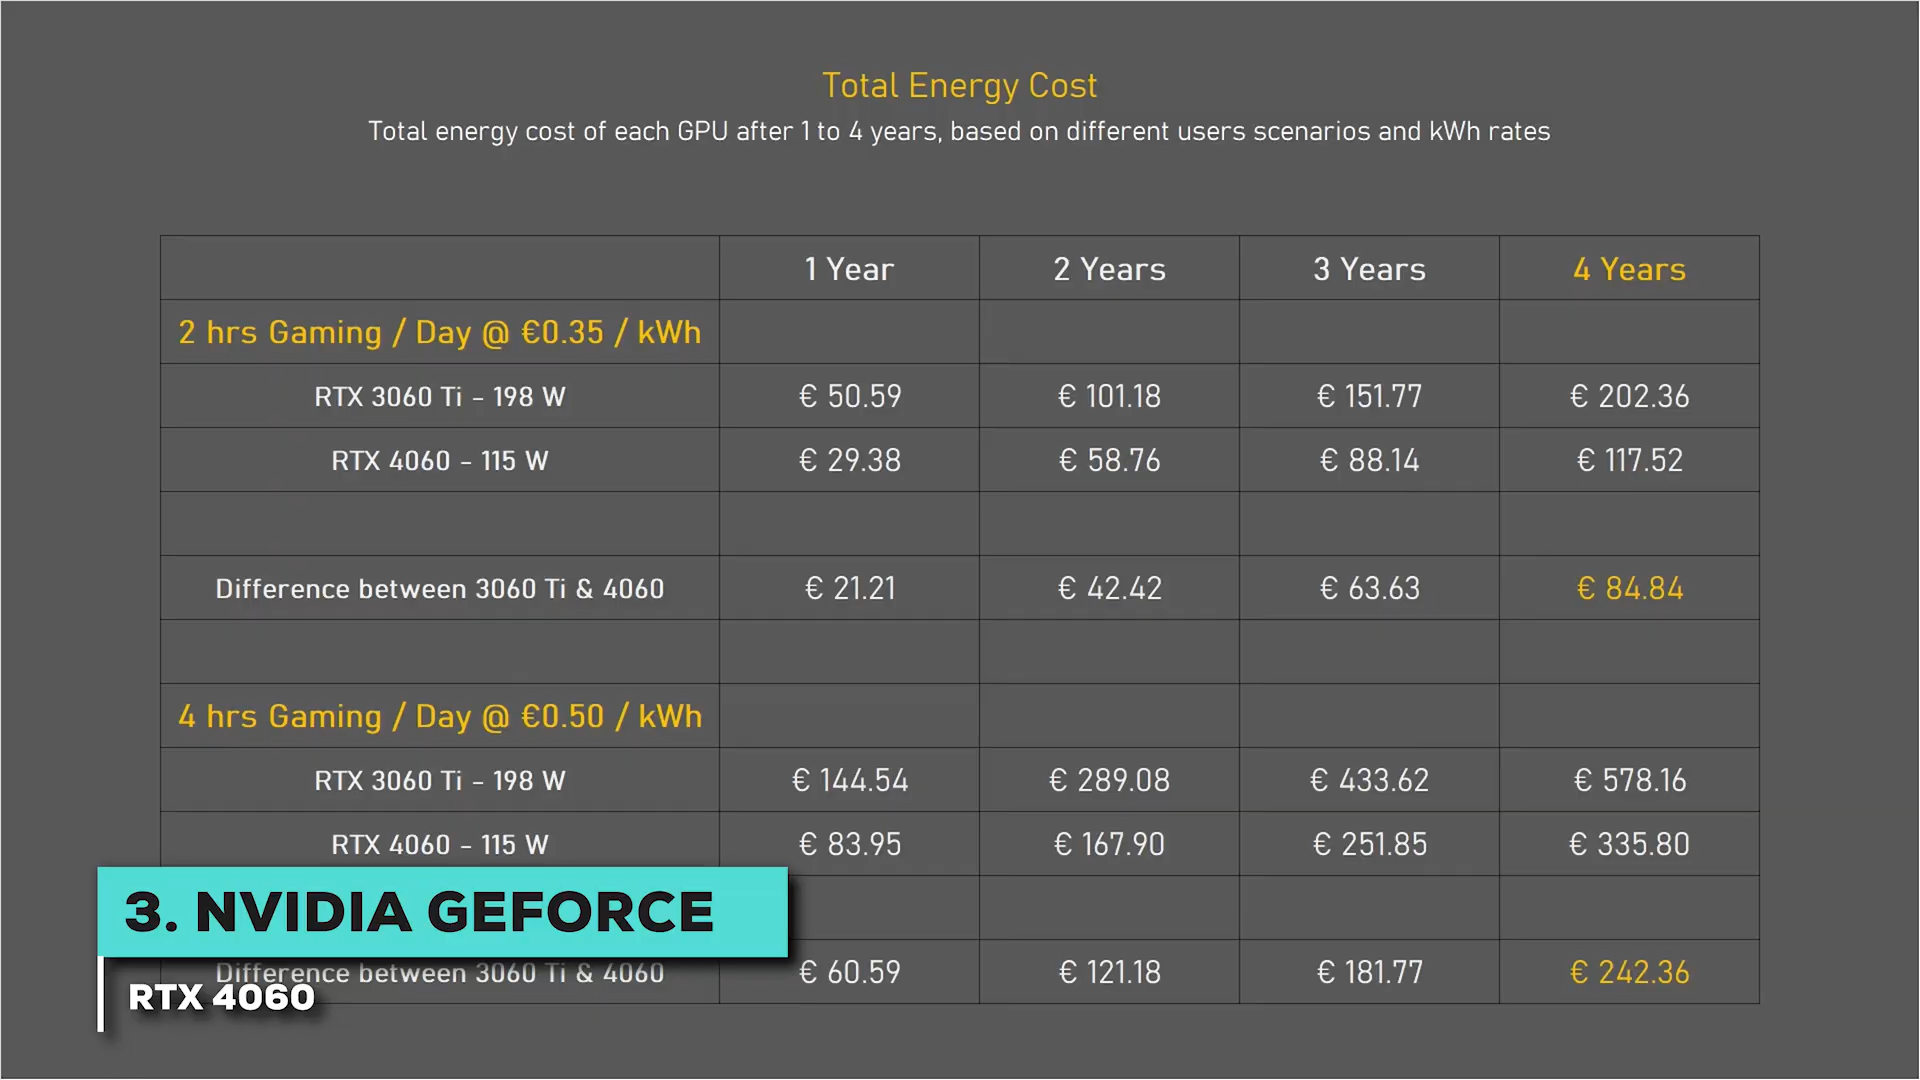 Total Energy Cost
Total energy cost of each GPU after 1 to 4 years, based on different users scenarios and kWh rates
1 Year 2 Years 3 Years 4 Years
2 hrs Gaming / Day @ €0.35 / kWh
RTX 3060 Ti - 198 W € 50.59 € 101.18 € 151.77 € 202.36
RTX 4060 - 115 W € 29.38 € 58.76 € 88.14 € 117.52
Difference between 3060 Ti & 4060 € 21.21 € 42.42 € 63.63 € 84.84
4 hrs Gaming / Day @ €0.50 / kWh
RTX 3060 Ti - 198 W € 144.54 € 289.08 € 433.62 € 578.16
RTX 4060 - 115 W € 83.95 € 167.90 € 251.85 € 335.80
3. NVIDIA GEFORCE
Difference between 3060 Ti & 4060 € 60.59 € 121.18 € 181.77 € 242.36
RTX 4060